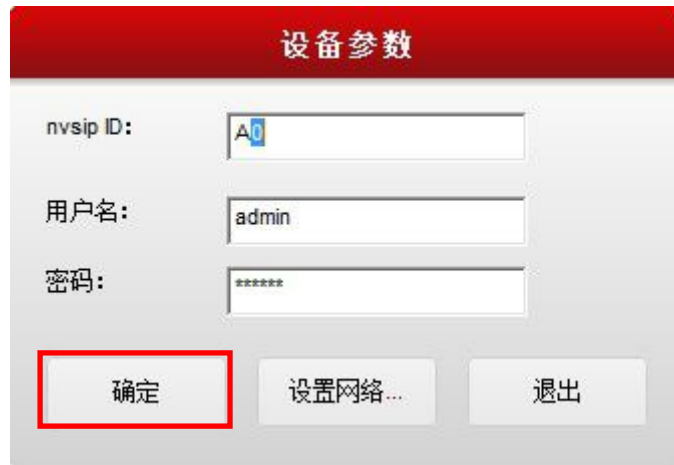 设备参数
nvsip ID:
A0
用户名:
admin
密码:
******
确定
设置网络...
退出